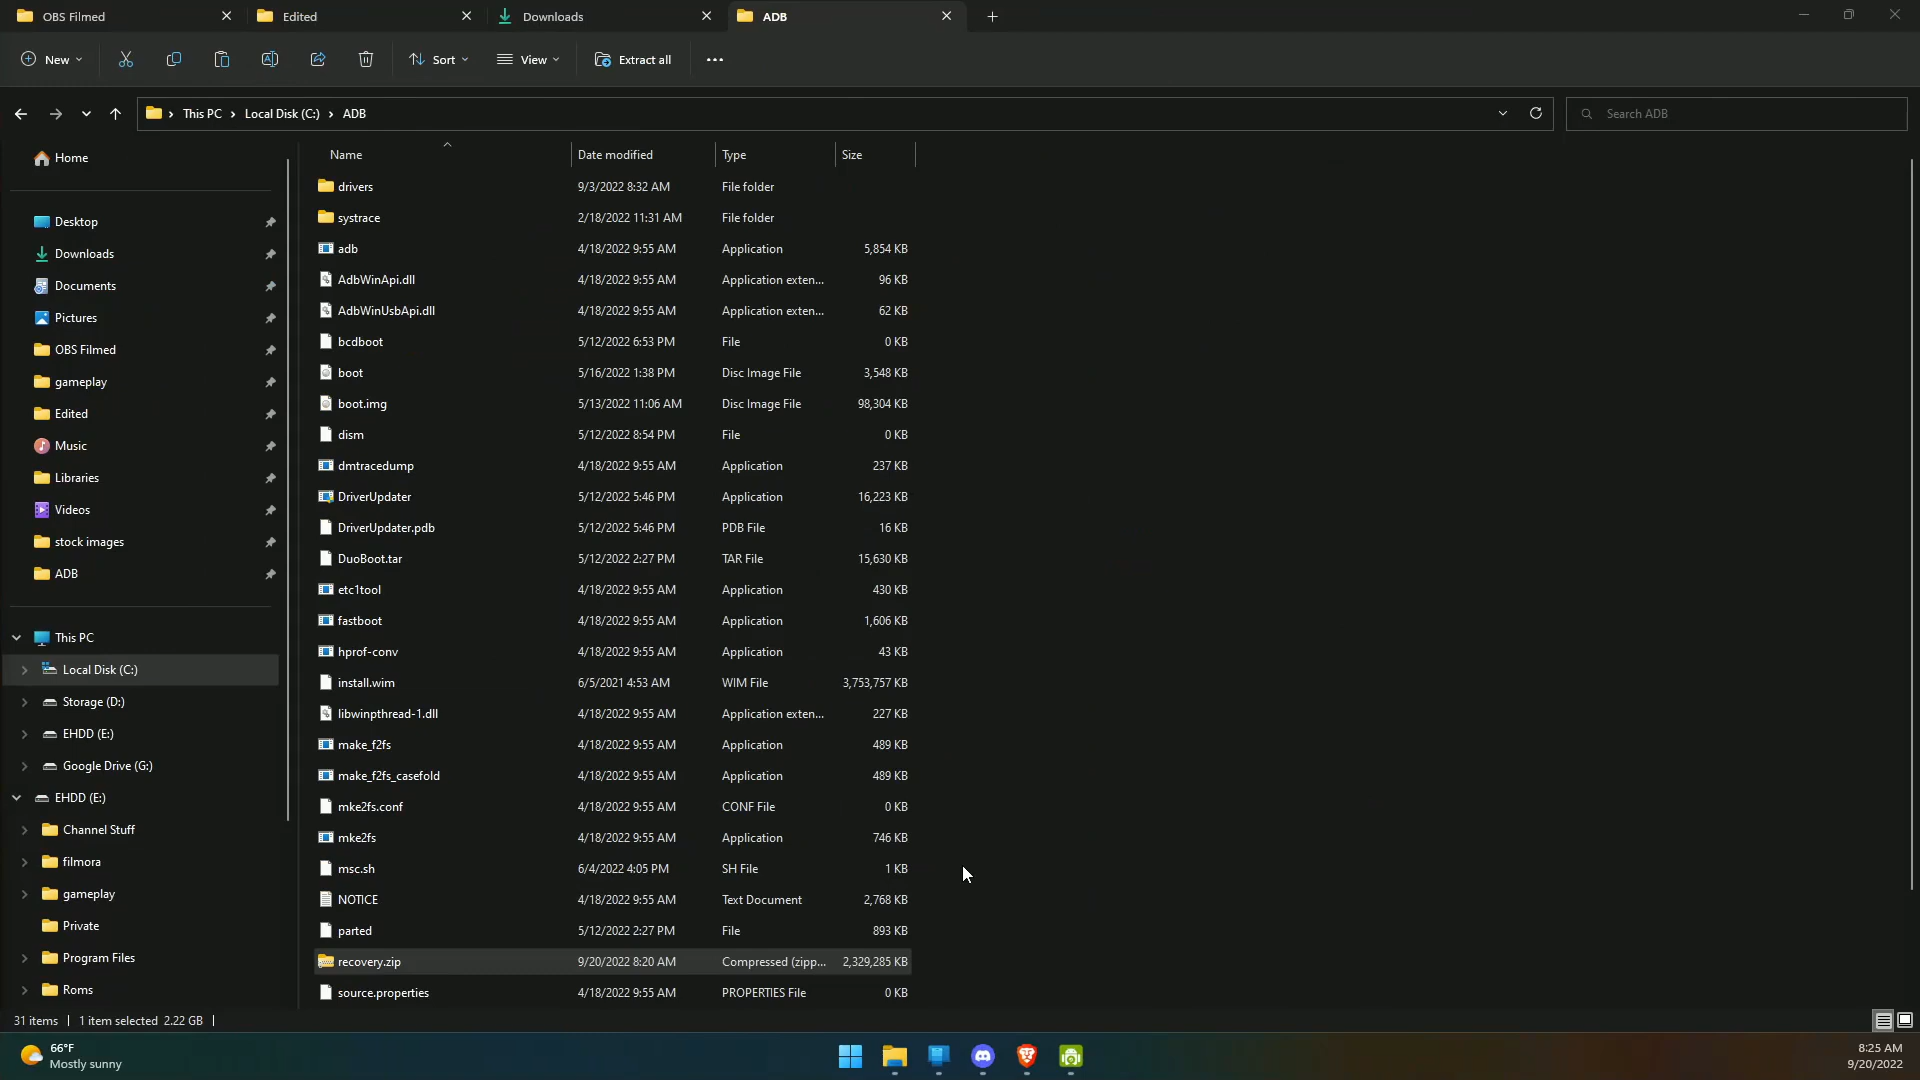 OBS Filmed
Edited
Downloads
ADB
New
Sort
View
Extract all
This PC
Local Disk (C:)
ADB
Search ADB
Name
Date modified
Type
Size
Home
Desktop
Downloads
Documents
Pictures
OBS Filmed
gameplay
Edited
Music
Libraries
Videos
stock images
ADB
This PC
Local Disk (C:)
Storage (D:)
EHDD (E:)
Google Drive (G:)
EHDD (E:)
Channel Stuff
filmora
gameplay
Private
Program Files
Roms
drivers 9/3/2022 8:32 AM File folder
systrace 2/18/2022 11:31 AM File folder
adb 4/18/2022 9:55 AM Application 5,854 KB
AdbWinApi.dll 4/18/2022 9:55 AM Application exten... 96 KB
AdbWinUsbApi.dll 4/18/2022 9:55 AM Application exten... 62 KB
bcdboot 5/12/2022 6:53 PM File 0 KB
boot 5/16/2022 1:38 PM Disc Image File 3,548 KB
boot.img 5/13/2022 11:06 AM Disc Image File 98,304 KB
dism 5/12/2022 8:54 PM File 0 KB
dmtracedump 4/18/2022 9:55 AM Application 237 KB
DriverUpdater 5/12/2022 5:46 PM Application 16,223 KB
DriverUpdater.pdb 5/12/2022 5:46 PM PDB File 16 KB
DuoBoot.tar 5/12/2022 2:27 PM TAR File 15,630 KB
etc1tool 4/18/2022 9:55 AM Application 430 KB
fastboot 4/18/2022 9:55 AM Application 1,606 KB
hprof-conv 4/18/2022 9:55 AM Application 43 KB
install.wim 6/5/2021 4:53 AM WIM File 3,753,757 KB
libwinpthread-1.dll 4/18/2022 9:55 AM Application exten... 227 KB
make_f2fs 4/18/2022 9:55 AM Application 489 KB
make_f2fs_casefold 4/18/2022 9:55 AM Application 489 KB
mke2fs.conf 4/18/2022 9:55 AM CONF File 0 KB
mke2fs 4/18/2022 9:55 AM Application 746 KB
msc.sh 6/4/2022 4:05 PM SH File 1 KB
NOTICE 4/18/2022 9:55 AM Text Document 2,768 KB
parted 5/12/2022 2:27 PM File 893 KB
recovery.zip 9/20/2022 8:20 AM Compressed (zipp... 2,329,285 KB
source.properties 4/18/2022 9:55 AM PROPERTIES File 0 KB
31 items 1 item selected 2.22 GB
66°F
Mostly sunny
8:25 AM
9/20/2022